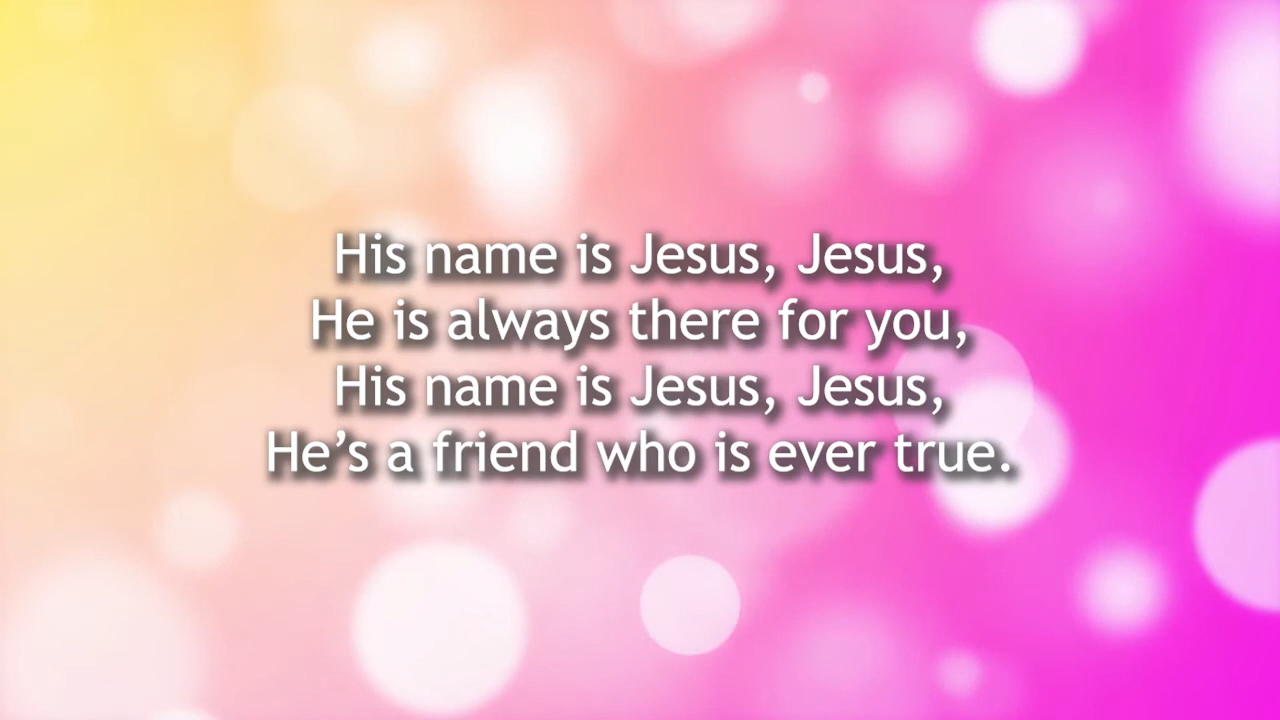 His name is Jesus, Jesus,
He is always there for you,
His name is Jesus, Jesus,
He’s a friend who is ever true.